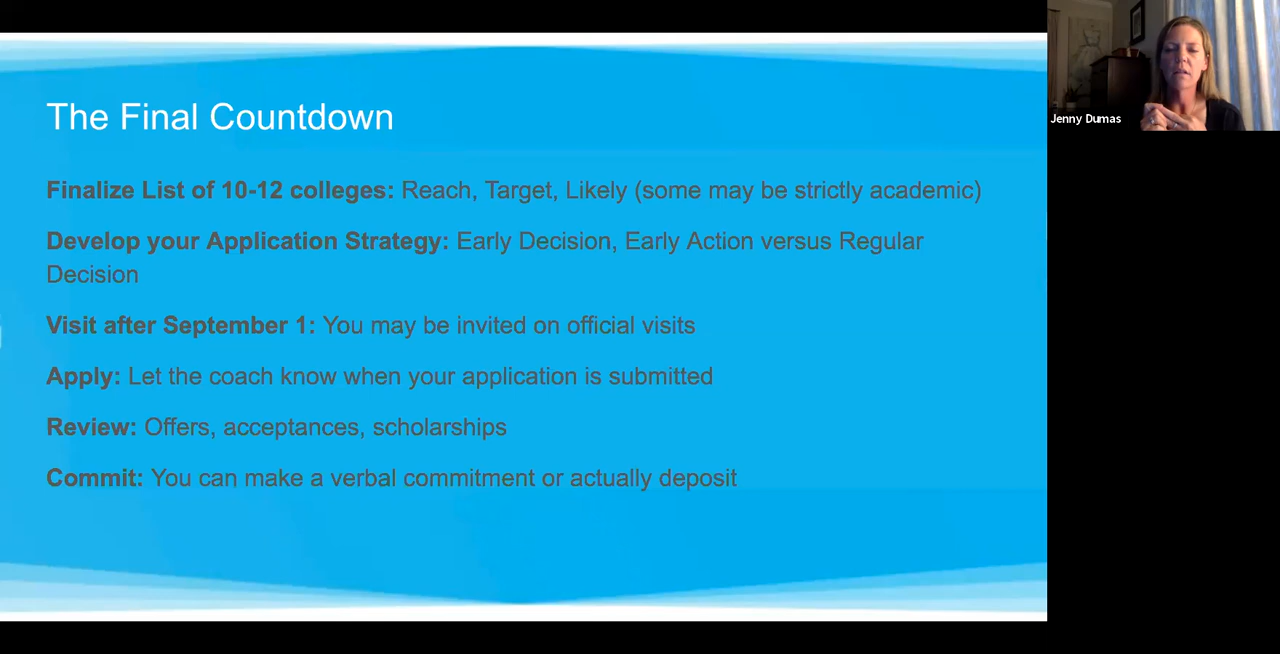 The Final Countdown
Finalize List of 10-12 colleges: Reach, Target, Likely (some may be strictly academic)
Develop your Application Strategy: Early Decision, Early Action versus Regular
Decision
Visit after September 1: You may be invited on official visits
Apply: Let the coach know when your application is submitted
Review: Offers, acceptances, scholarships
Commit: You can make a verbal commitment or actually deposit
Jenny Dumas